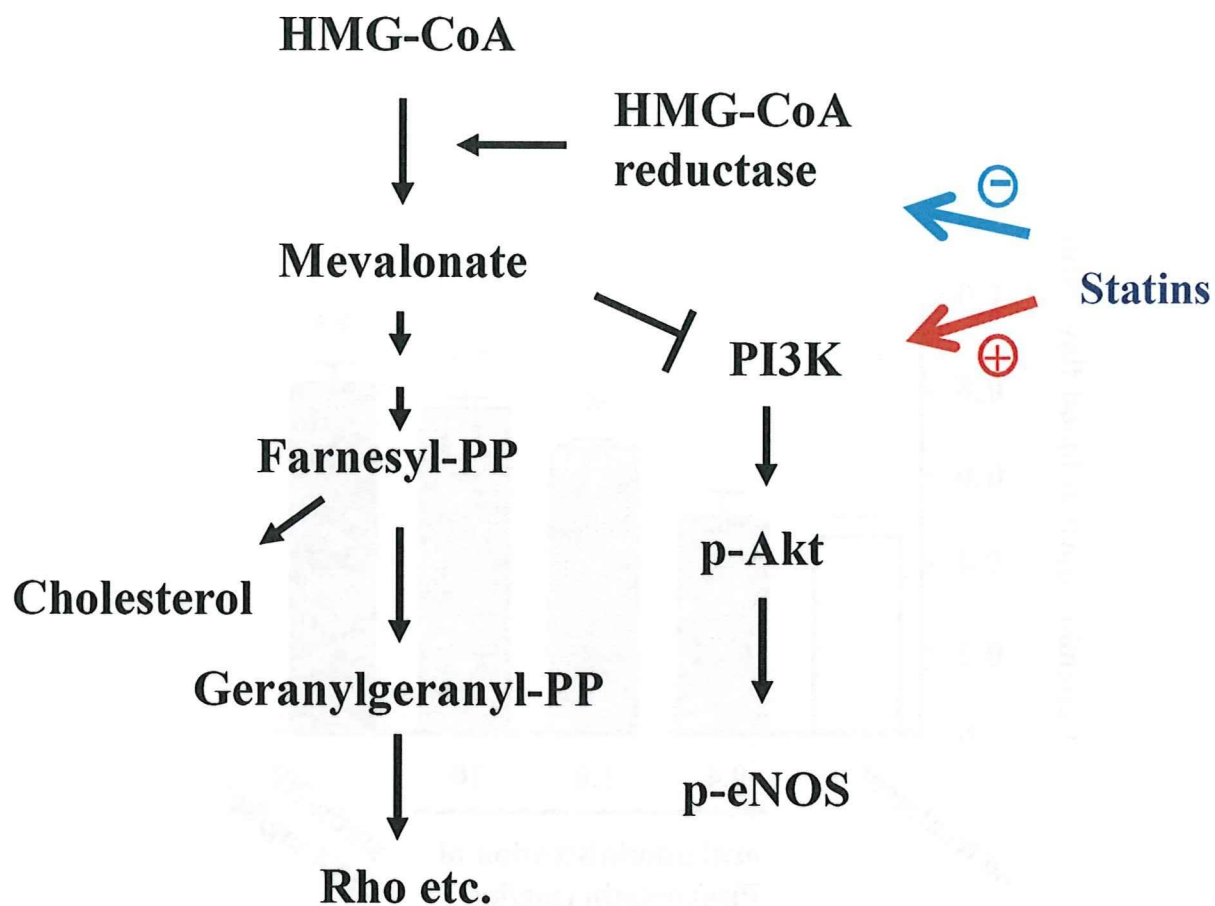 HMG-CoA
HMG-CoA
reductase
⊖
Mevalonate
Statins
⊕
PI3K
Farnesyl-PP
p-Akt
Cholesterol
Geranylgeranyl-PP
p-eNOS
Rho etc.